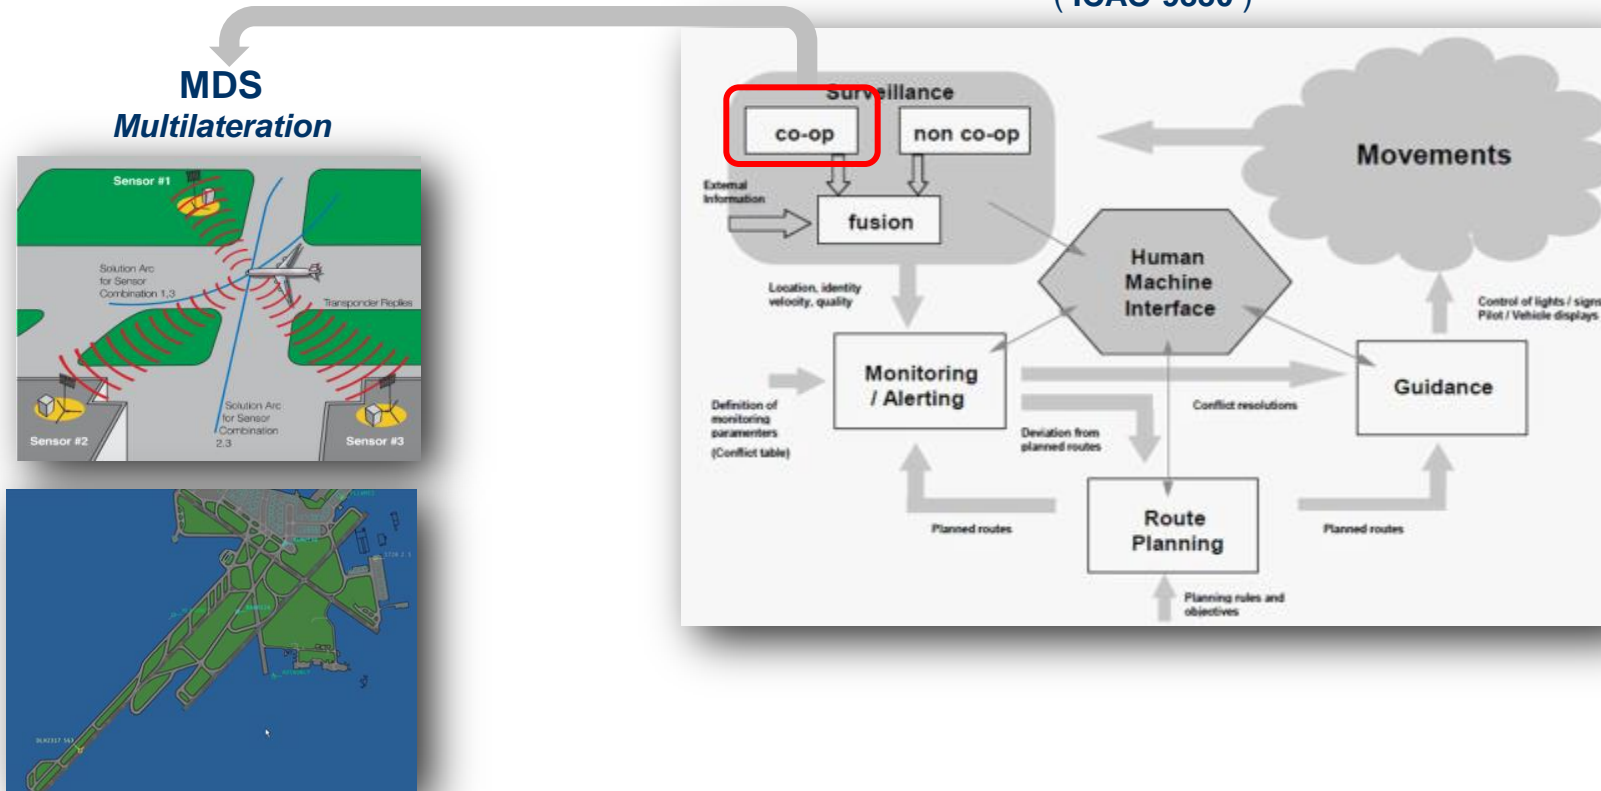 ( ICAO 9830 )
MDS
Multilateration
Sensor #1
Solution Arc
for Sensor
Combination 1,3
Transponder Replies
Solution Arc
for Sensor
Combination
2.3
Sensor #2
Sensor #3
Surveillance
co-op
non co-op
External
Information
fusion
Movements
Human
Machine
Interface
Location, identity
velocity, quality
Control of lights / signs
Pilot / Vehicle displays
Monitoring
/ Alerting
Guidance
Definition of
monitoring
paramenters
(Conflict table)
Conflict resolutions
Deviation from
planned routes
Planned routes
Route
Planning
Planned routes
Planning rules and
objectives